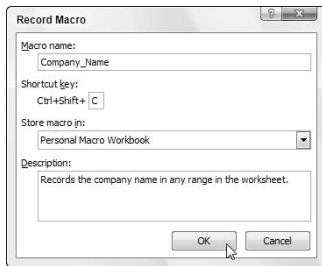 Record Macro
Macro name:
Company_Name
Shortcut key:
Ctrl+Shift+ C
Store macro in:
Personal Macro Workbook
Description:
Records the company name in any range in the worksheet.
OK
Cancel